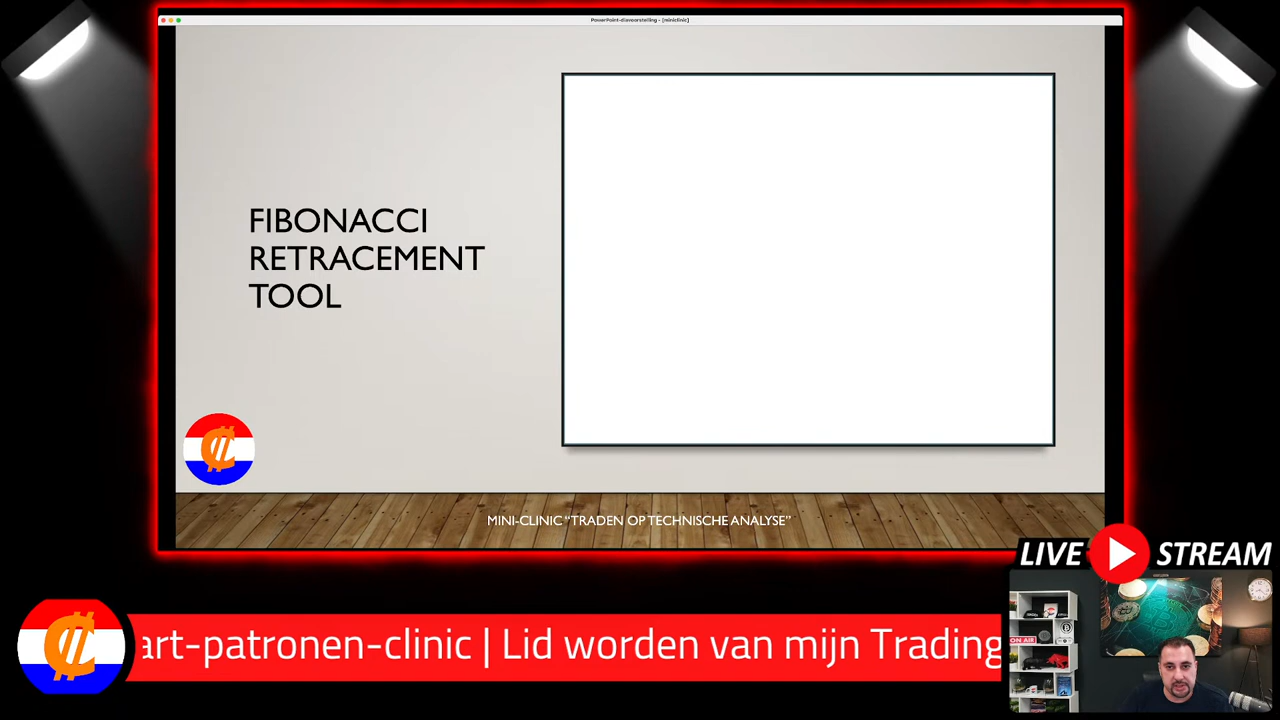 PowerPoint-diavoorstelling - [miniclinic]
FIBONACCI
RETRACEMENT
TOOL
MINI-CLINIC “TRADEN OP TECHNISCHE ANALYSE”
LIVE STREAM
art-patronen-clinic | Lid worden van mijn Trading
ON AIR